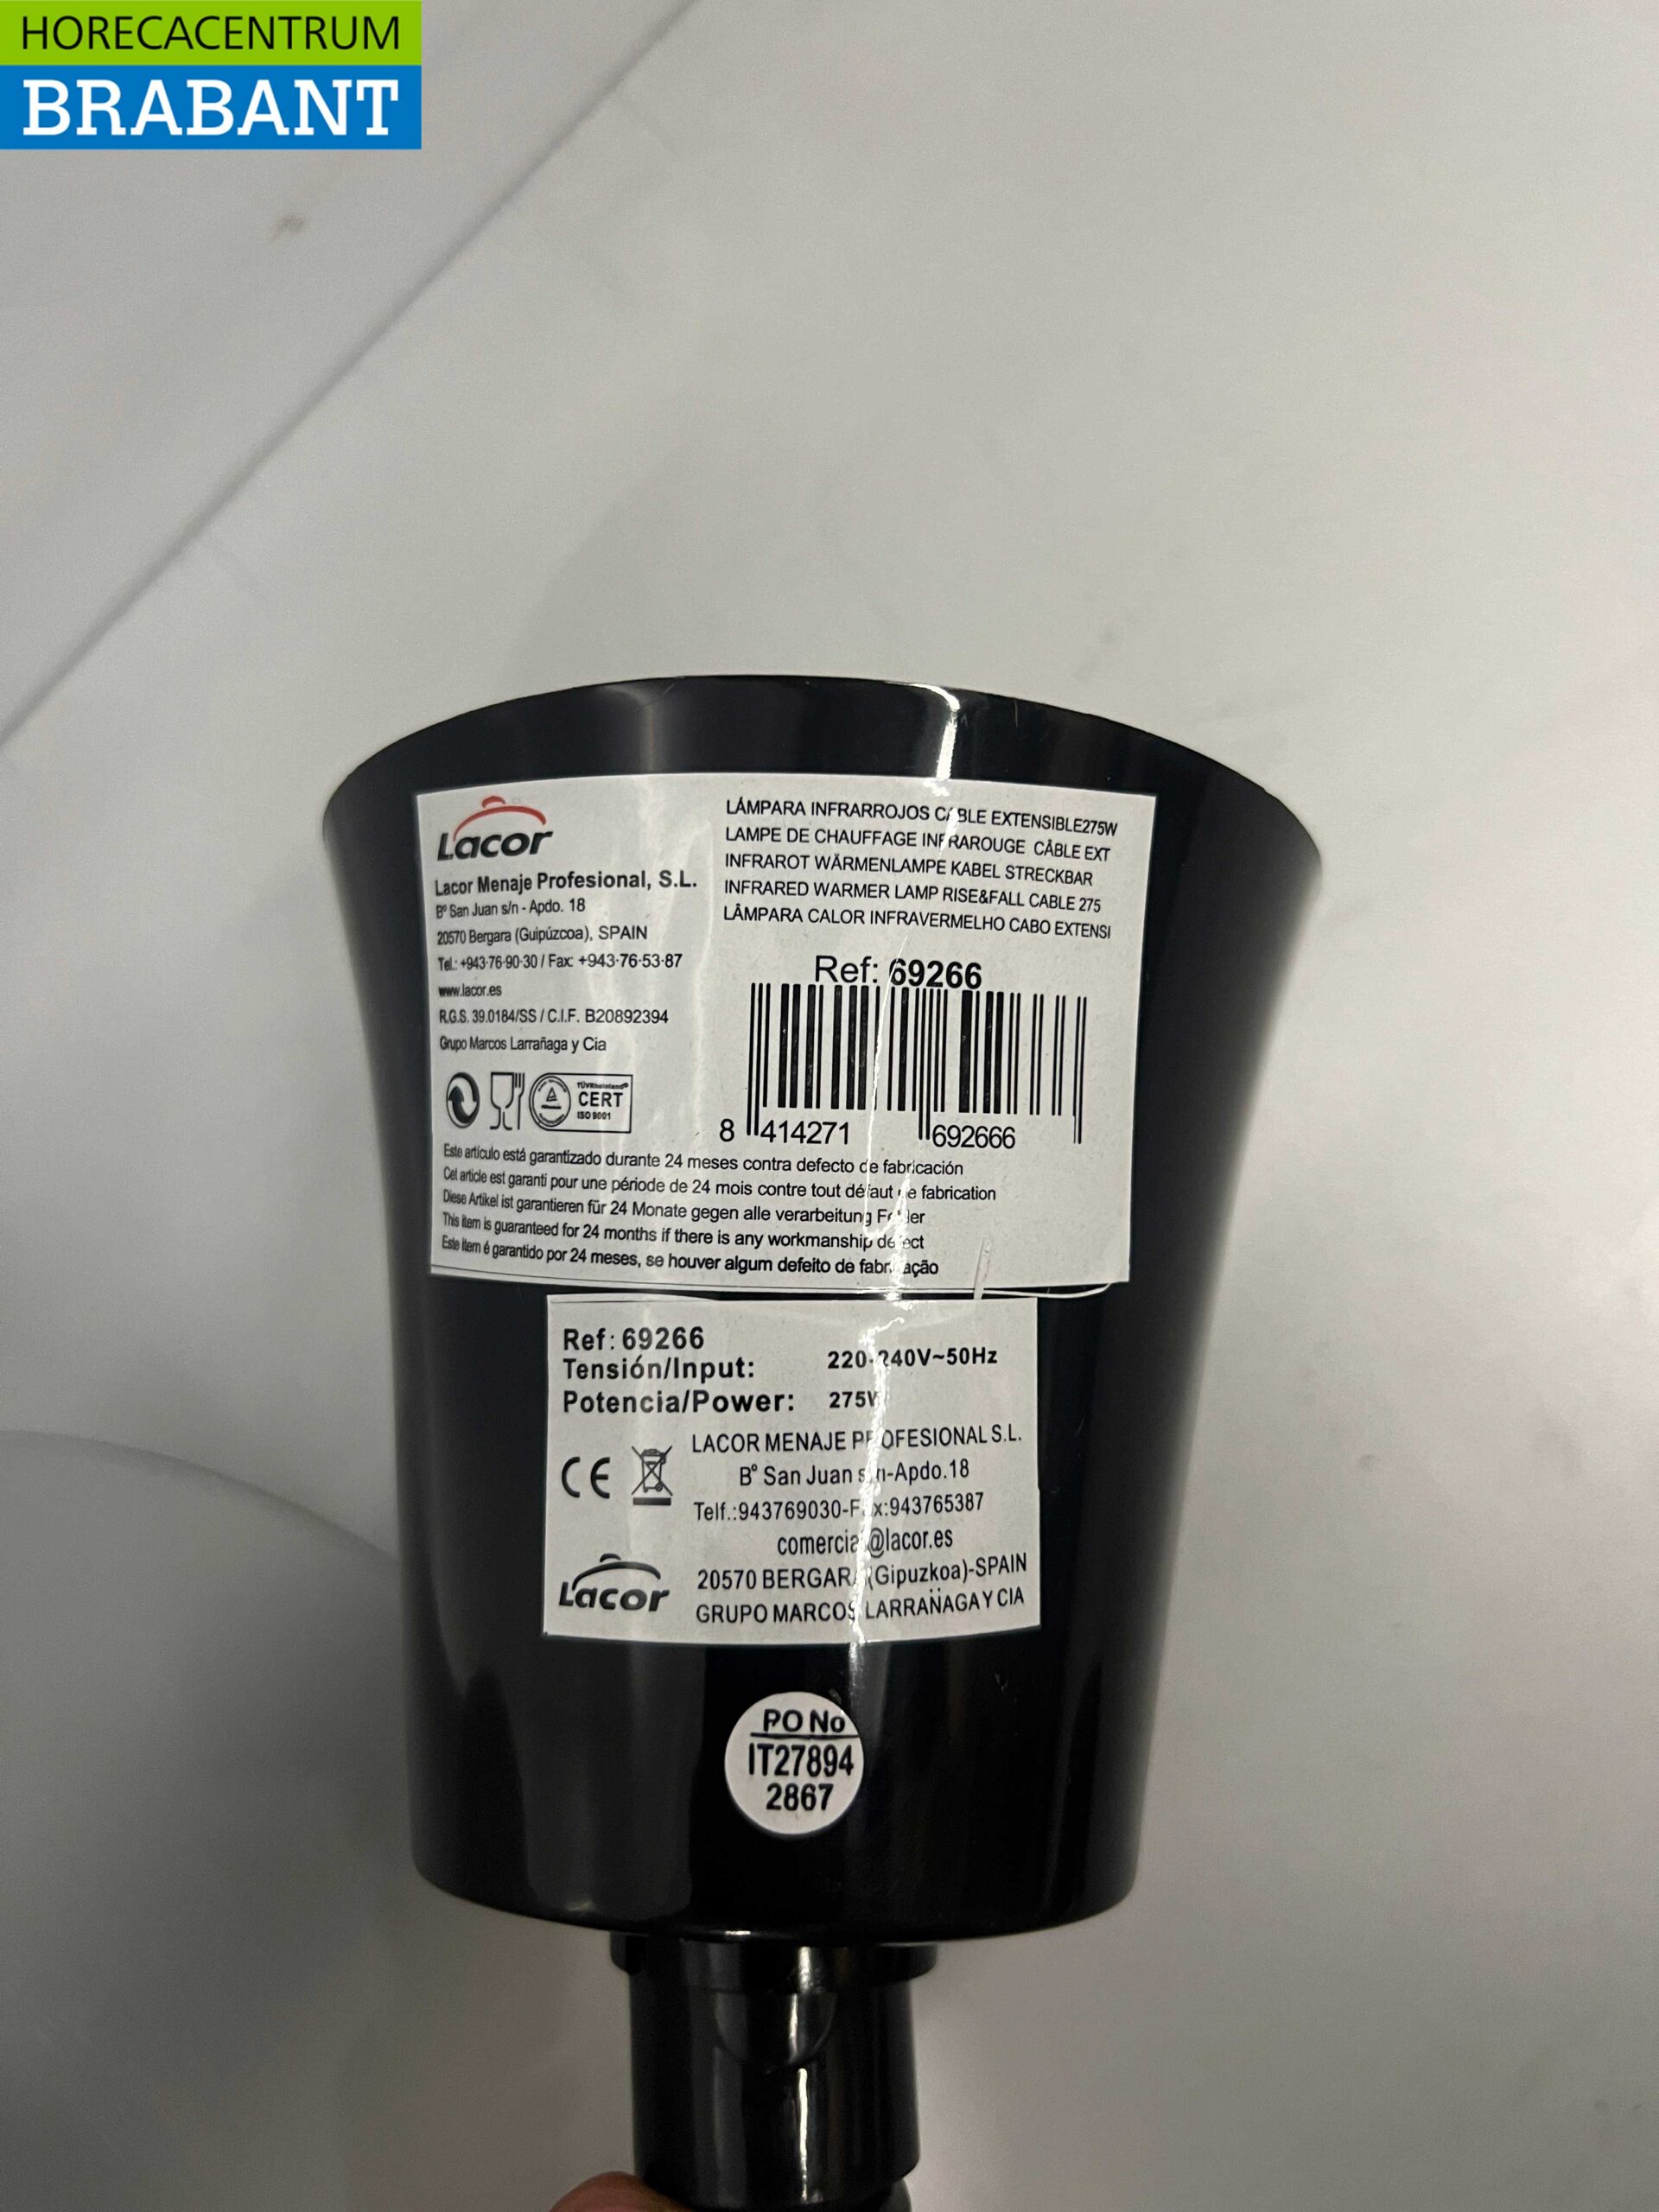 HORECACENTRUM
BRABANT
Lacor
Lacor Menaje Profesional, S.L.
Bº San Juan s/n - Apdo. 18
20570 Bergara (Guipúzcoa), SPAIN
Tel.: +943-76-90-30 / Fax: +943-76-53-87
www.lacor.es
R.G.S. 39.0184/SS / C.I.F. B20892394
Grupo Marcos Larrañaga y Cia
TÜVRheinland®
CERT
ISO 9001
LÁMPARA INFRARROJOS CABLE EXTENSIBLE275W
LAMPE DE CHAUFFAGE INFRAROUGE CÂBLE EXT
INFRAROT WÄRMENLAMPE KABEL STRECKBAR
INFRARED WARMER LAMP RISE&FALL CABLE 275
LÂMPARA CALOR INFRAVERMELHO CABO EXTENSI
Ref: 69266
8 414271 692666
Este artículo está garantizado durante 24 meses contra defecto de fabricación
Cet article est garanti pour une période de 24 mois contre tout défaut de fabrication
Diese Artikel ist garantieren für 24 Monate gegen alle verarbeitung Fehler
This item is guaranteed for 24 months if there is any workmanship defect
Este item é garantido por 24 meses, se houver algum defeito de fabricação
Ref: 69266
Tensión/Input: 220-240V~50Hz
Potencia/Power: 275W
CE
LACOR MENAJE PROFESIONAL S.L.
Bº San Juan s/n-Apdo.18
Telf.:943769030-Fax:943765387
comercial@lacor.es
20570 BERGARA (Gipuzkoa)-SPAIN
GRUPO MARCOS LARRAÑAGA Y CIA
Lacor
PO No
IT27894
2867